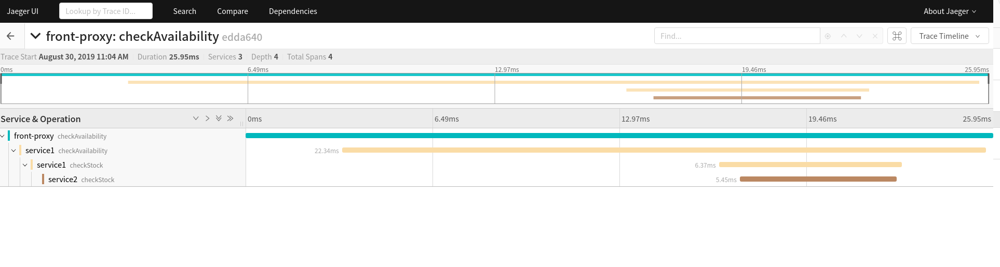 Jaeger UI Lookup by Trace ID... Search Compare Dependencies About Jaeger
front-proxy: checkAvailability edda640 Find... Trace Timeline
Trace Start August 30, 2019 11:04 AM Duration 25.95ms Services 3 Depth 4 Total Spans 4
0ms 6.49ms 12.97ms 19.46ms 25.95ms
Service & Operation 0ms 6.49ms 12.97ms 19.46ms 25.95ms
front-proxy checkAvailability
service1 checkAvailability 22.34ms
service1 checkStock 6.37ms
service2 checkStock 5.45ms